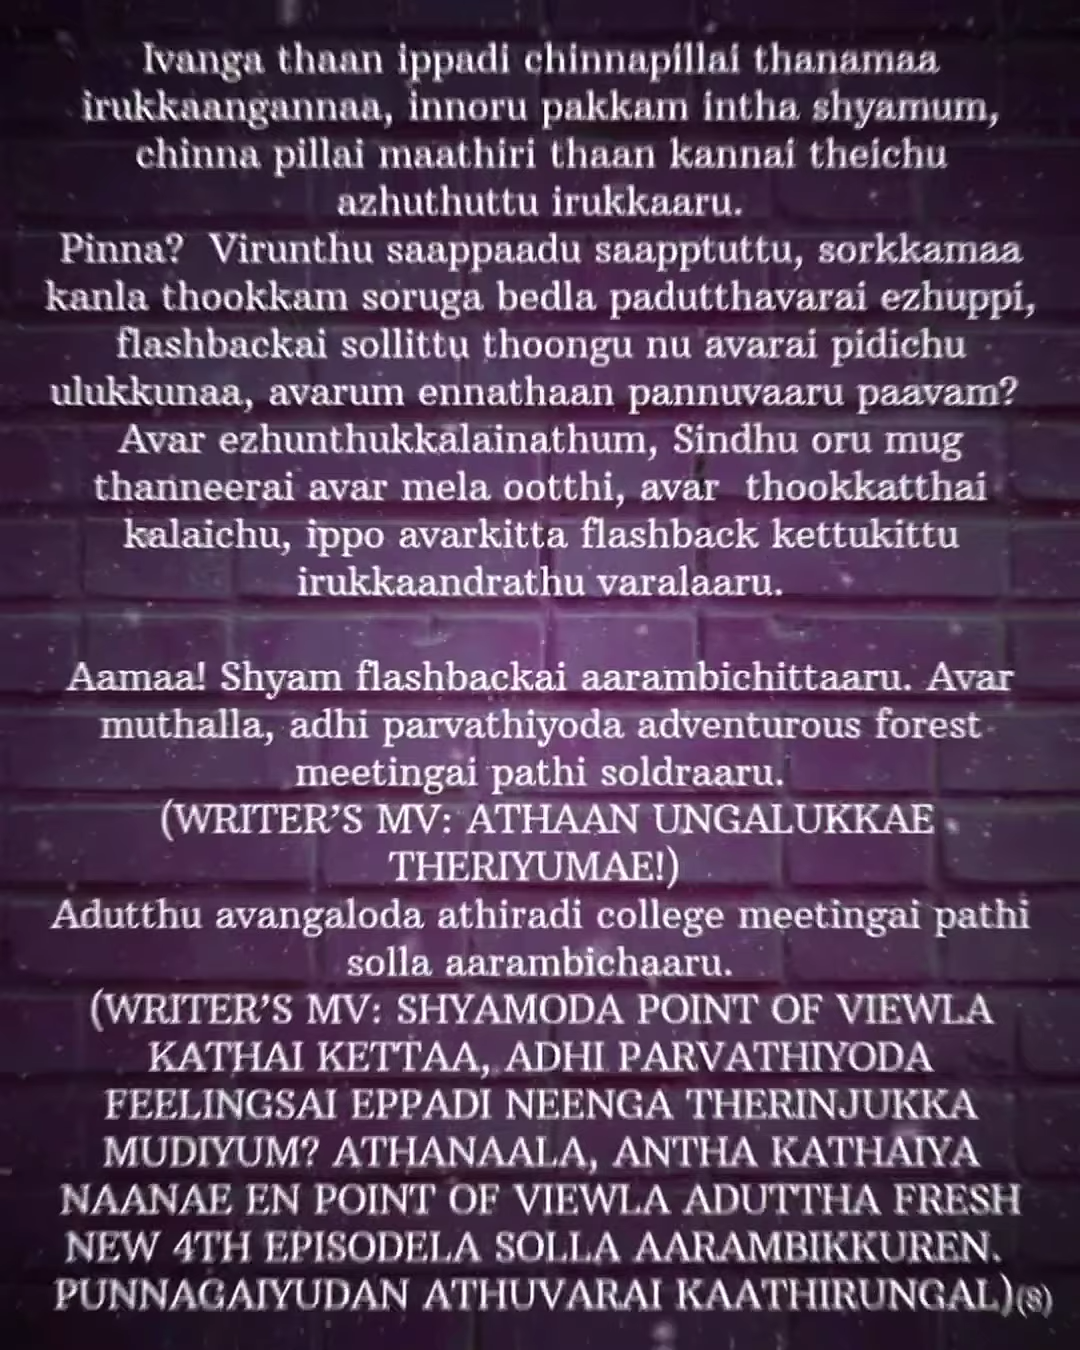 Ivanga thaan ippadi chinnapillai thanamaa
irukkaangannaa, innoru pakkam intha shyamum,
chinna pillai maathiri thaan kannai theichu
azhuthuttu irukkaaru.
Pinna? Virunthu saappaadu saapptuttu, sorkkamaa
kanla thookkam soruga bedla padutthavarai ezhuppi,
flashbackai sollittu thoongu nu avarai pidichu
ulukkunaa, avarum ennathaan pannuvaaru paavam?
Avar ezhunthukkalainathum, Sindhu oru mug
thanneerai avar mela ootthi, avar thookkatthai
kalaichu, ippo avarkitta flashback kettukittu
irukkaandrathu varalaaru.
Aamaa! Shyam flashbackai aarambichittaaru. Avar
muthalla, adhi parvathiyoda adventurous forest
meetingai pathi soldraaru.
(WRITER'S MV: ATHAAN UNGALUKKAE
THERIYUMAE!)
Adutthu avangaloda athiradi college meetingai pathi
solla aarambichaaru.
(WRITER'S MV: SHYAMODA POINT OF VIEWLA
KATHAI KETTAA, ADHI PARVATHIYODA
FEELINGSAI EPPADI NEENGA THERINJUKKA
MUDIYUM? ATHANAALA, ANTHA KATHAIYA
NAANAE EN POINT OF VIEWLA ADUTTHA FRESH
NEW 4TH EPISODELA SOLLA AARAMBIKKUREN.
PUNNAGAIYUDAN ATHUVARAI KAATHIRUNGAL)(8)